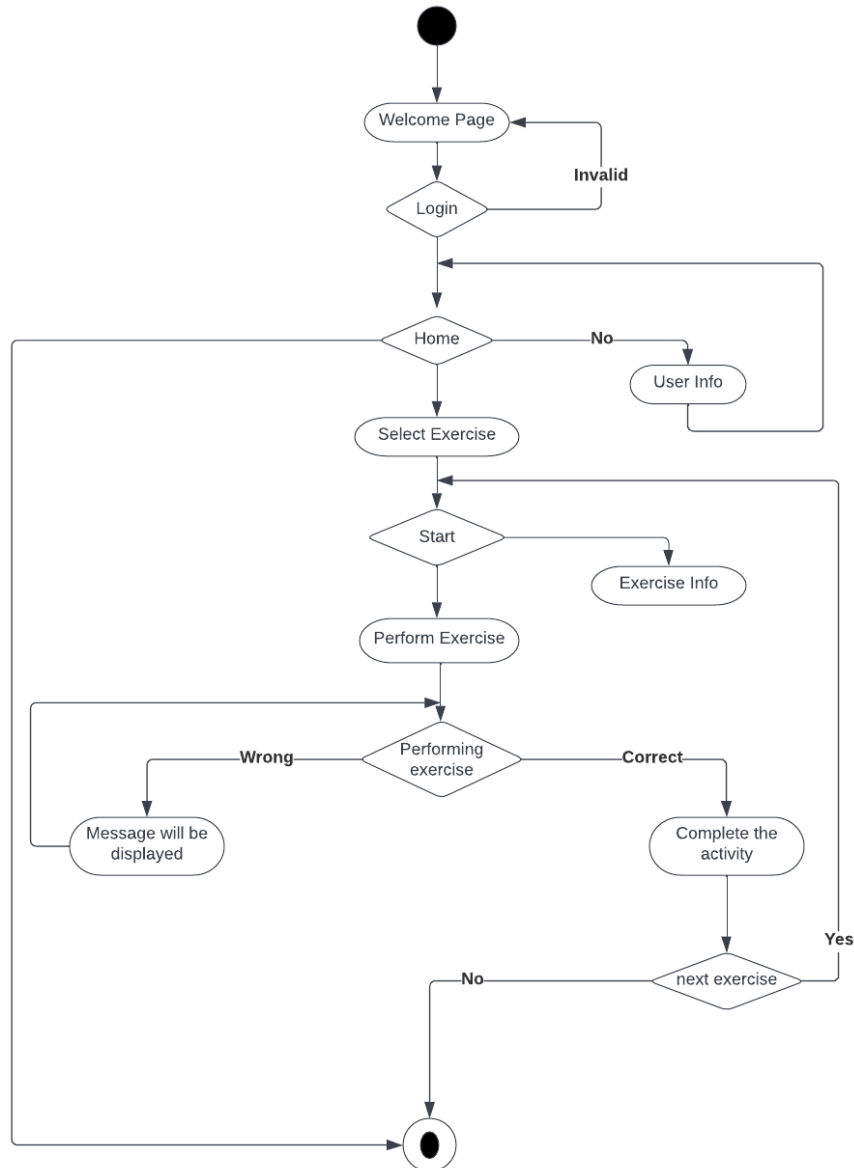 Welcome Page
Invalid
Login
Home
No
User Info
Select Exercise
Start
Exercise Info
Perform Exercise
Performing
exercise
Wrong
Correct
Message will be
displayed
Complete the
activity
Yes
next exercise
No